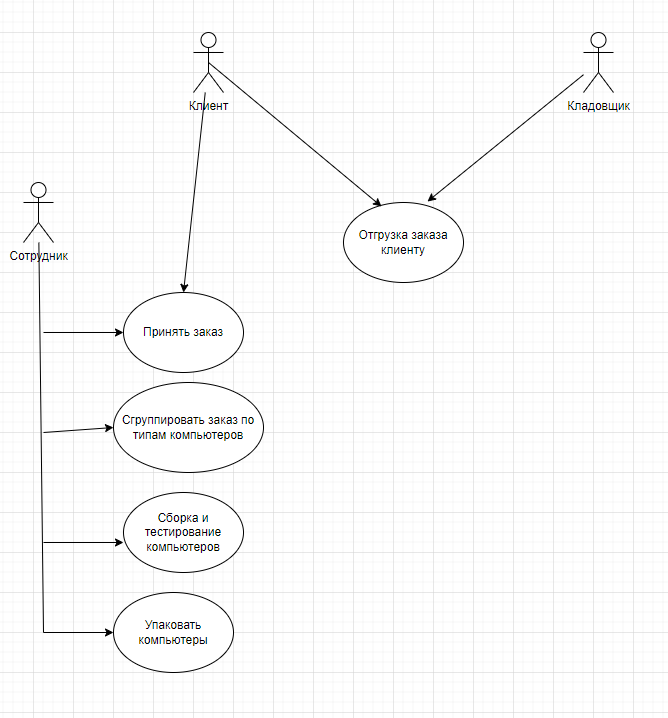 Клиент
Кладовщик
Сотрудник
Отгрузка заказа
клиенту
Принять заказ
Сгруппировать заказ по
типам компьютеров
Сборка и
тестирование
компьютеров
Упаковать
компьютеры